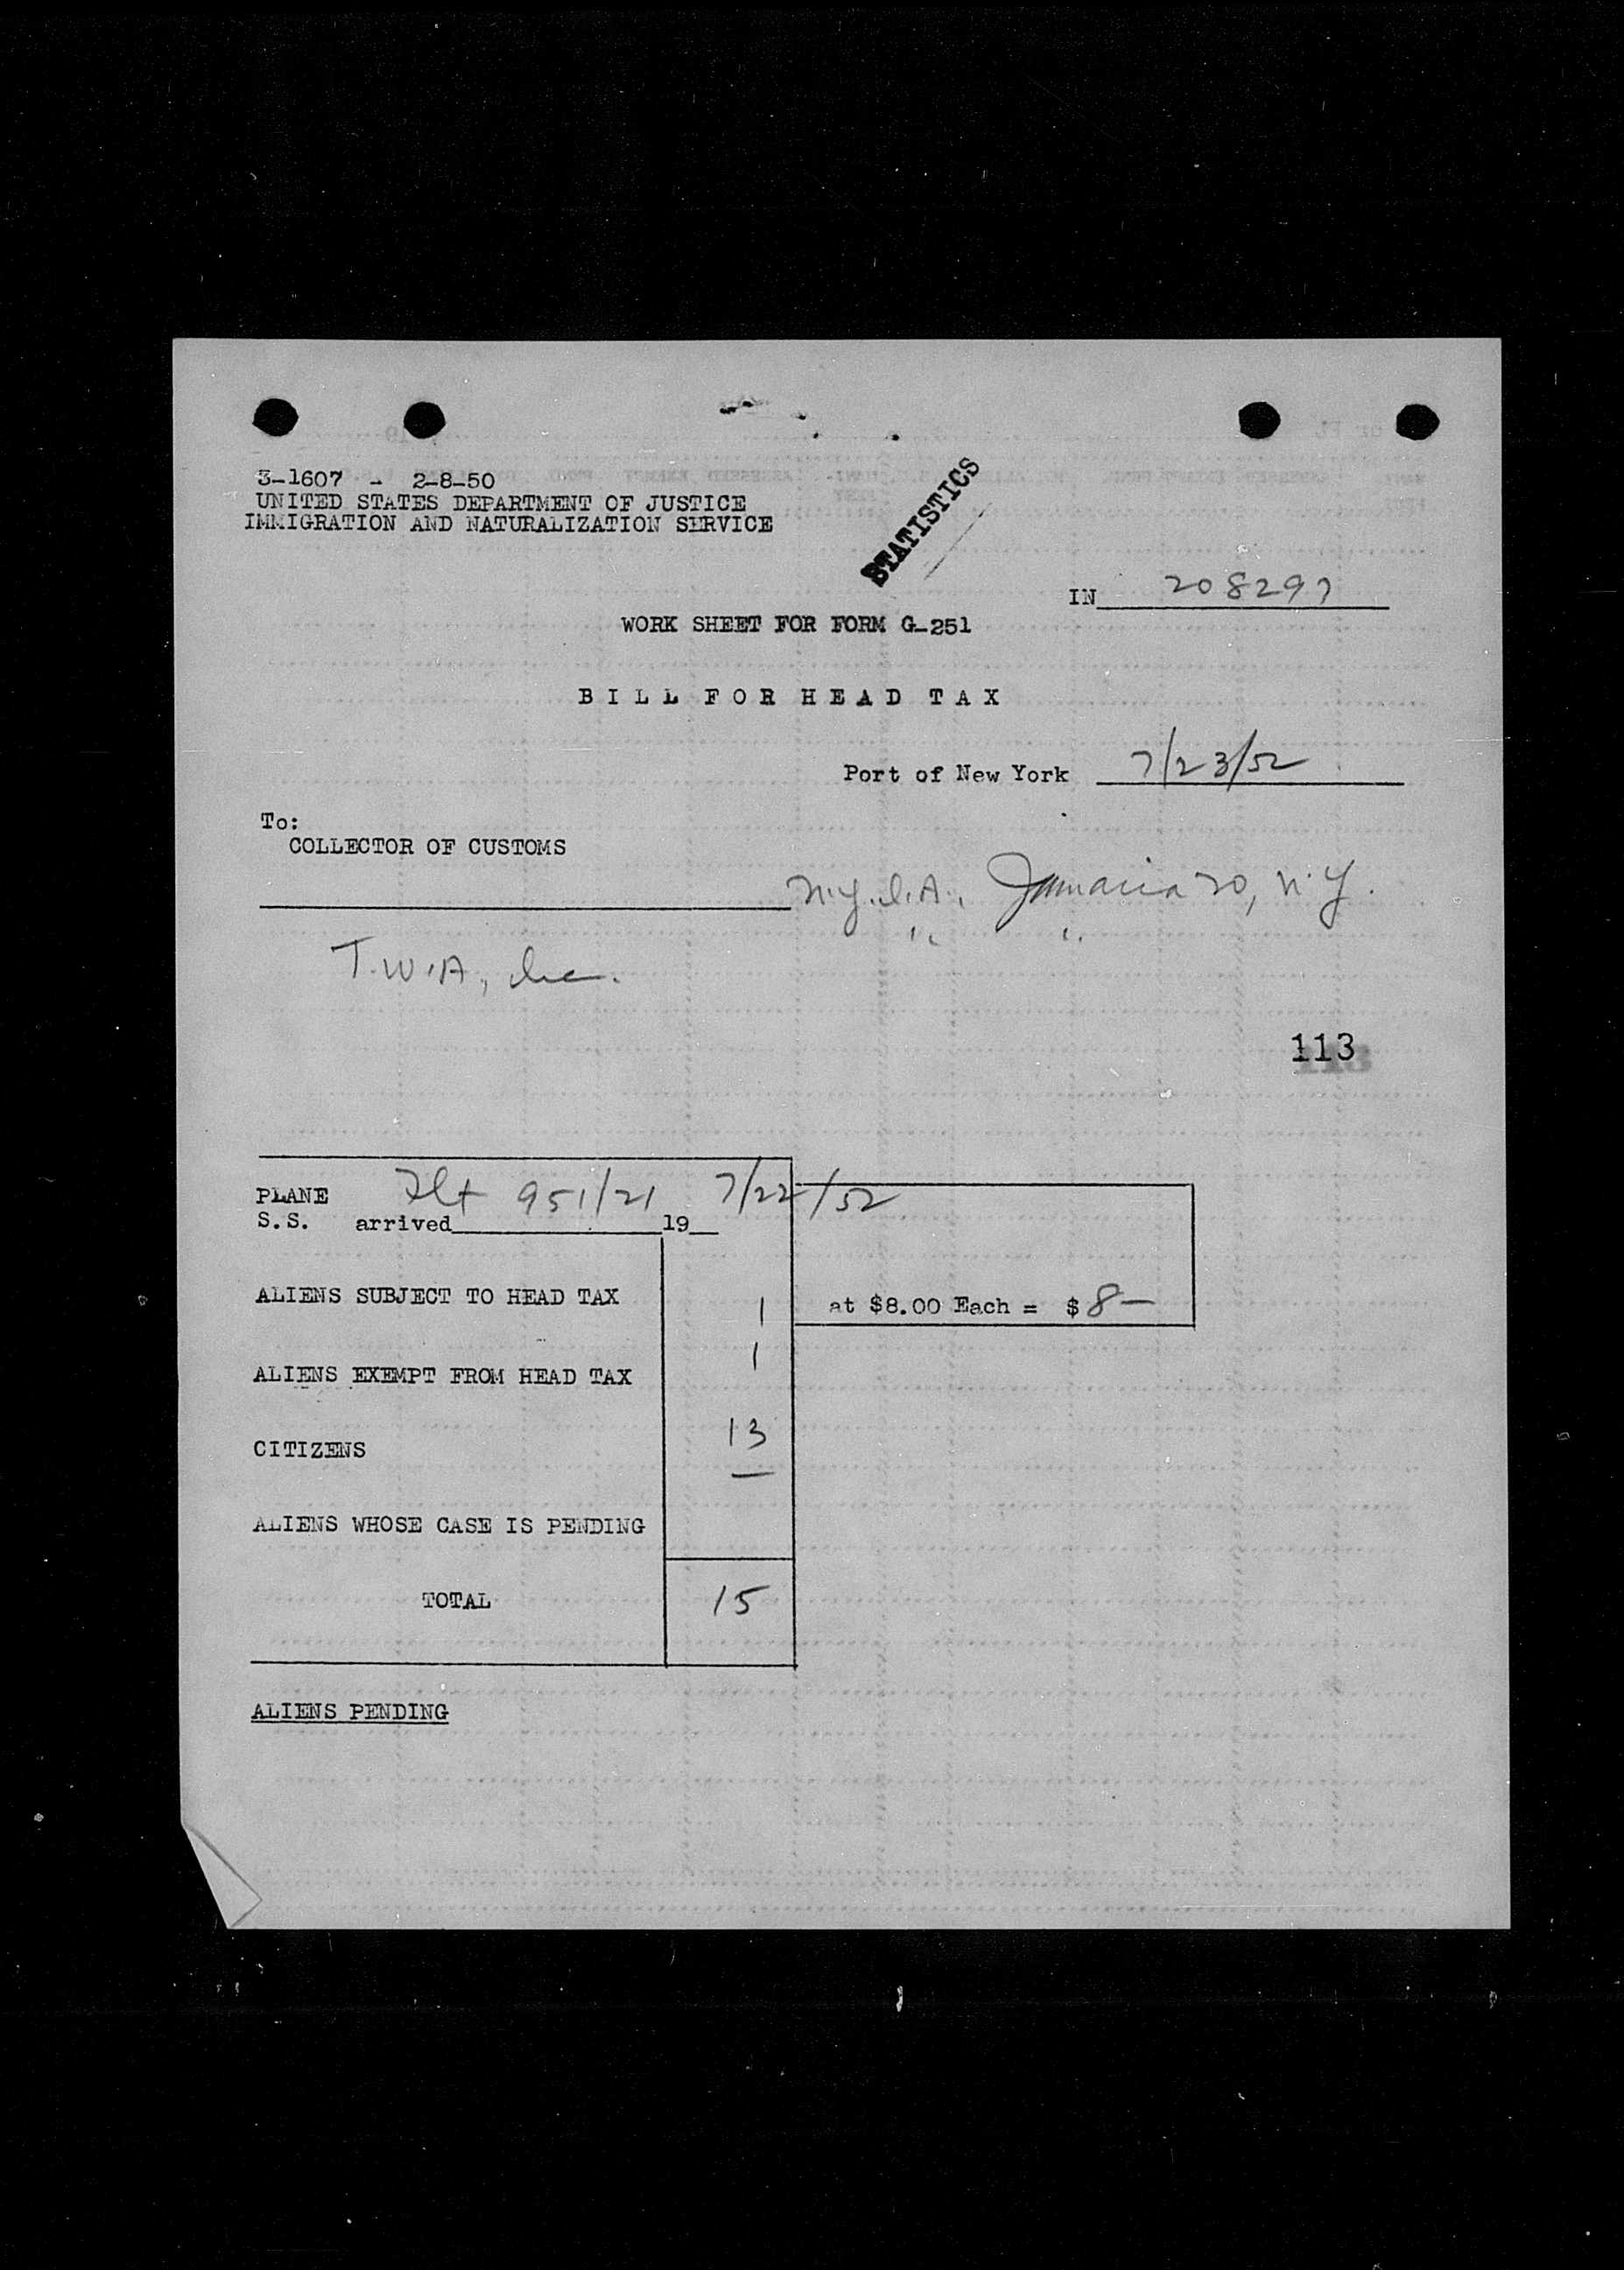 3-1607 - 2-8-50
UNITED STATES DEPARTMENT OF JUSTICE
IMMIGRATION AND NATURALIZATION SERVICE
STATISTICS
IN 208297
WORK SHEET FOR FORM G-251
BILL FOR HEAD TAX
Port of New York 7/23/52
To:
COLLECTOR OF CUSTOMS
N.Y.I.A., Jamaica 30, N.Y.
" "
T.W.A, Inc.
113
PLANE Flt 951/21 7/22/52
S.S. arrived 19
ALIENS SUBJECT TO HEAD TAX 1 at $8.00 Each = $ 8—
ALIENS EXEMPT FROM HEAD TAX 1
CITIZENS 13
—
ALIENS WHOSE CASE IS PENDING
TOTAL 15
ALIENS PENDING